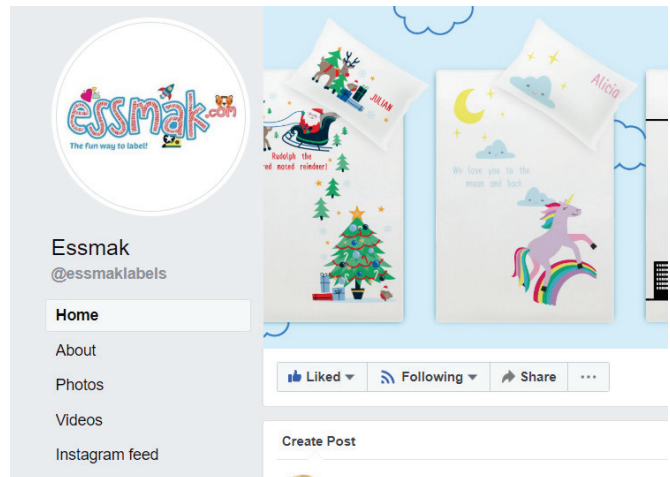 essmak.com
The fun way to label!
Essmak
@essmaklabels
Home
About
Photos
Videos
Instagram feed
JULIAN
Rudolph the
red nosed reindeer!
Alicia
We love you to the
moon and back
Liked
Following
Share
Create Post